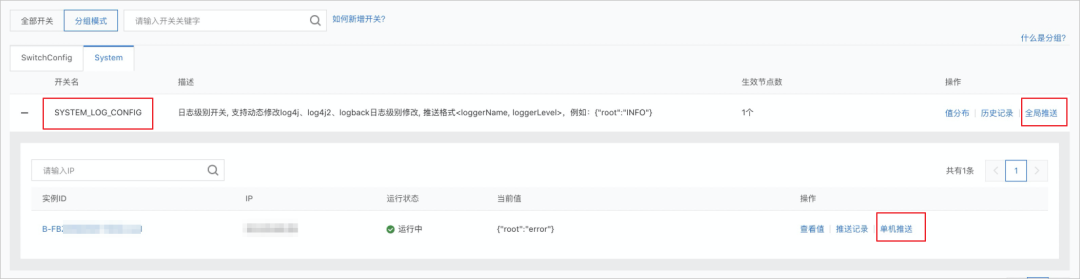 全部开关 分组模式 请输入开关关键字 如何新增开关?
什么是分组?
SwitchConfig System
开关名 描述 生效节点数 操作
SYSTEM_LOG_CONFIG 日志级别开关, 支持动态修改log4j、log4j2、logback日志级别修改, 推送格式<loggerName, loggerLevel>，例如：{"root":"INFO"} 1个 值分布 历史记录 全局推送
请输入IP 共有1条 1
实例ID IP 运行状态 当前值 操作
运行中 {"root":"error"} 查看值 推送记录 单机推送